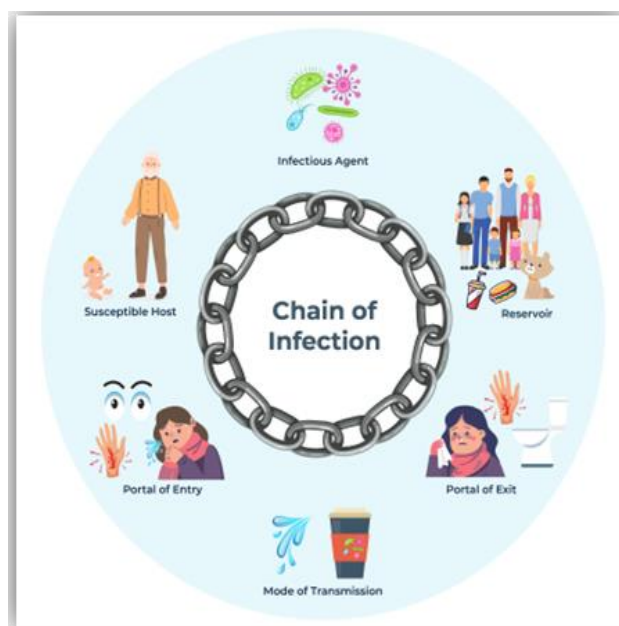 Infectious Agent
Susceptible Host
Reservoir
Chain of
Infection
Portal of Entry
Portal of Exit
Mode of Transmission